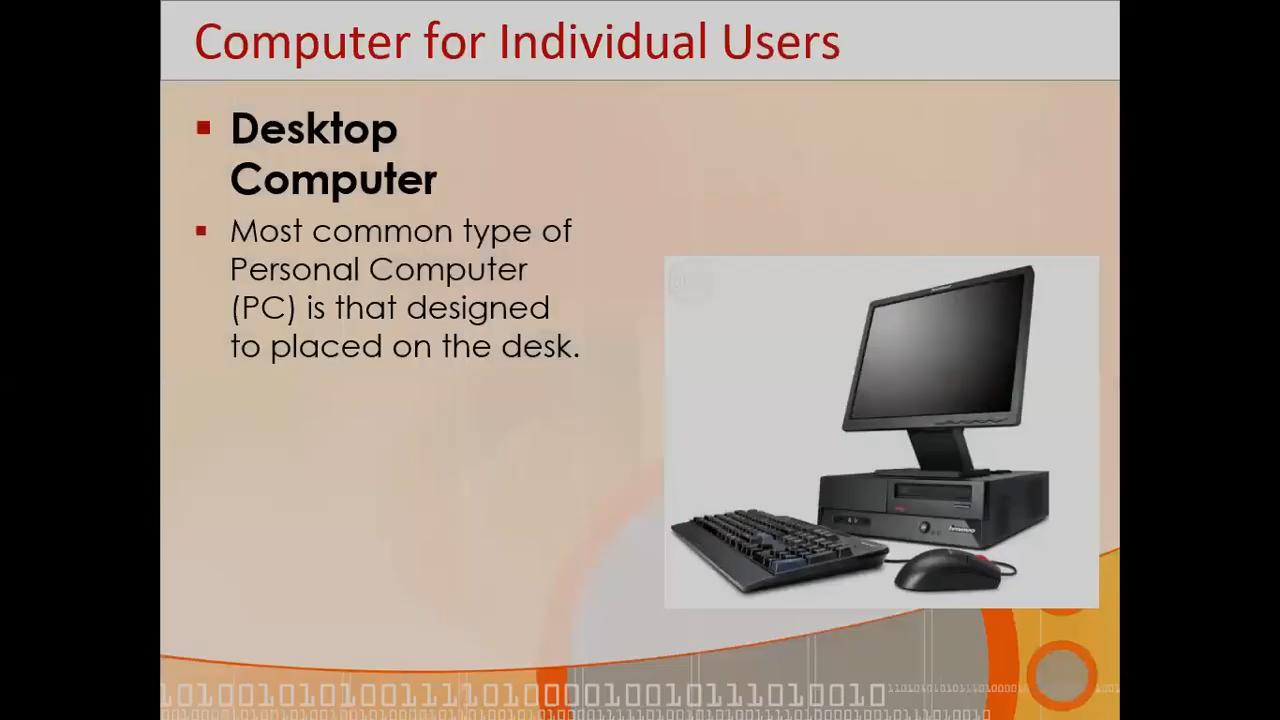 Computer for Individual Users
Desktop
Computer
Most common type of
Personal Computer
(PC) is that designed
to placed on the desk.
lenovo